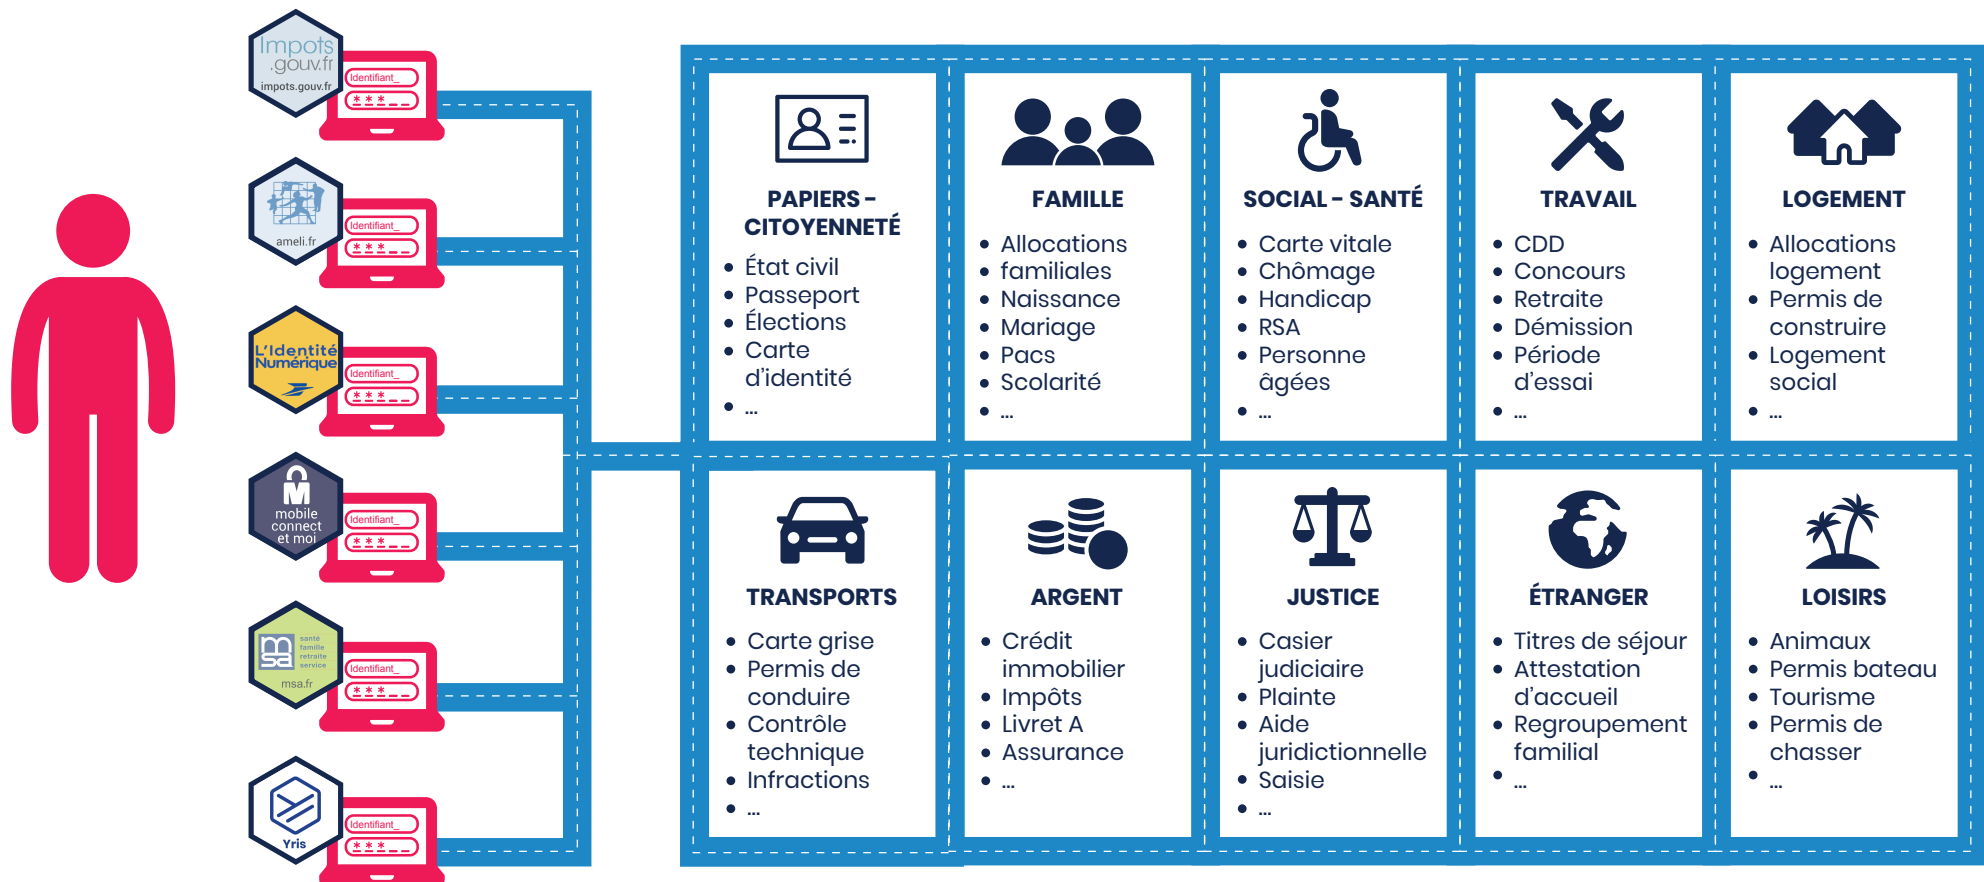 Impots
.gouv.fr
impots.gouv.fr
Identifiant_
* * * _ _
ameli.fr
Identifiant_
* * * _ _
L'Identité
Numérique
Identifiant_
* * * _ _
M
mobile
connect
et moi
Identifiant_
* * * _ _
msa
santé
famille
retraite
service
msa.fr
Identifiant_
* * * _ _
Yris
Identifiant_
* * * _ _
PAPIERS -
CITOYENNETÉ
• État civil
• Passeport
• Élections
• Carte
d'identité
• ...
FAMILLE
• Allocations
• familiales
• Naissance
• Mariage
• Pacs
• Scolarité
• ...
SOCIAL - SANTÉ
• Carte vitale
• Chômage
• Handicap
• RSA
• Personne
âgées
• ...
TRAVAIL
• CDD
• Concours
• Retraite
• Démission
• Période
d'essai
• ...
LOGEMENT
• Allocations
logement
• Permis de
construire
• Logement
social
• ...
TRANSPORTS
• Carte grise
• Permis de
conduire
• Contrôle
technique
• Infractions
• ...
ARGENT
• Crédit
immobilier
• Impôts
• Livret A
• Assurance
• ...
JUSTICE
• Casier
judiciaire
• Plainte
• Aide
juridictionnelle
• Saisie
• ...
ÉTRANGER
• Titres de séjour
• Attestation
d'accueil
• Regroupement
familial
• ...
LOISIRS
• Animaux
• Permis bateau
• Tourisme
• Permis de
chasser
• ...